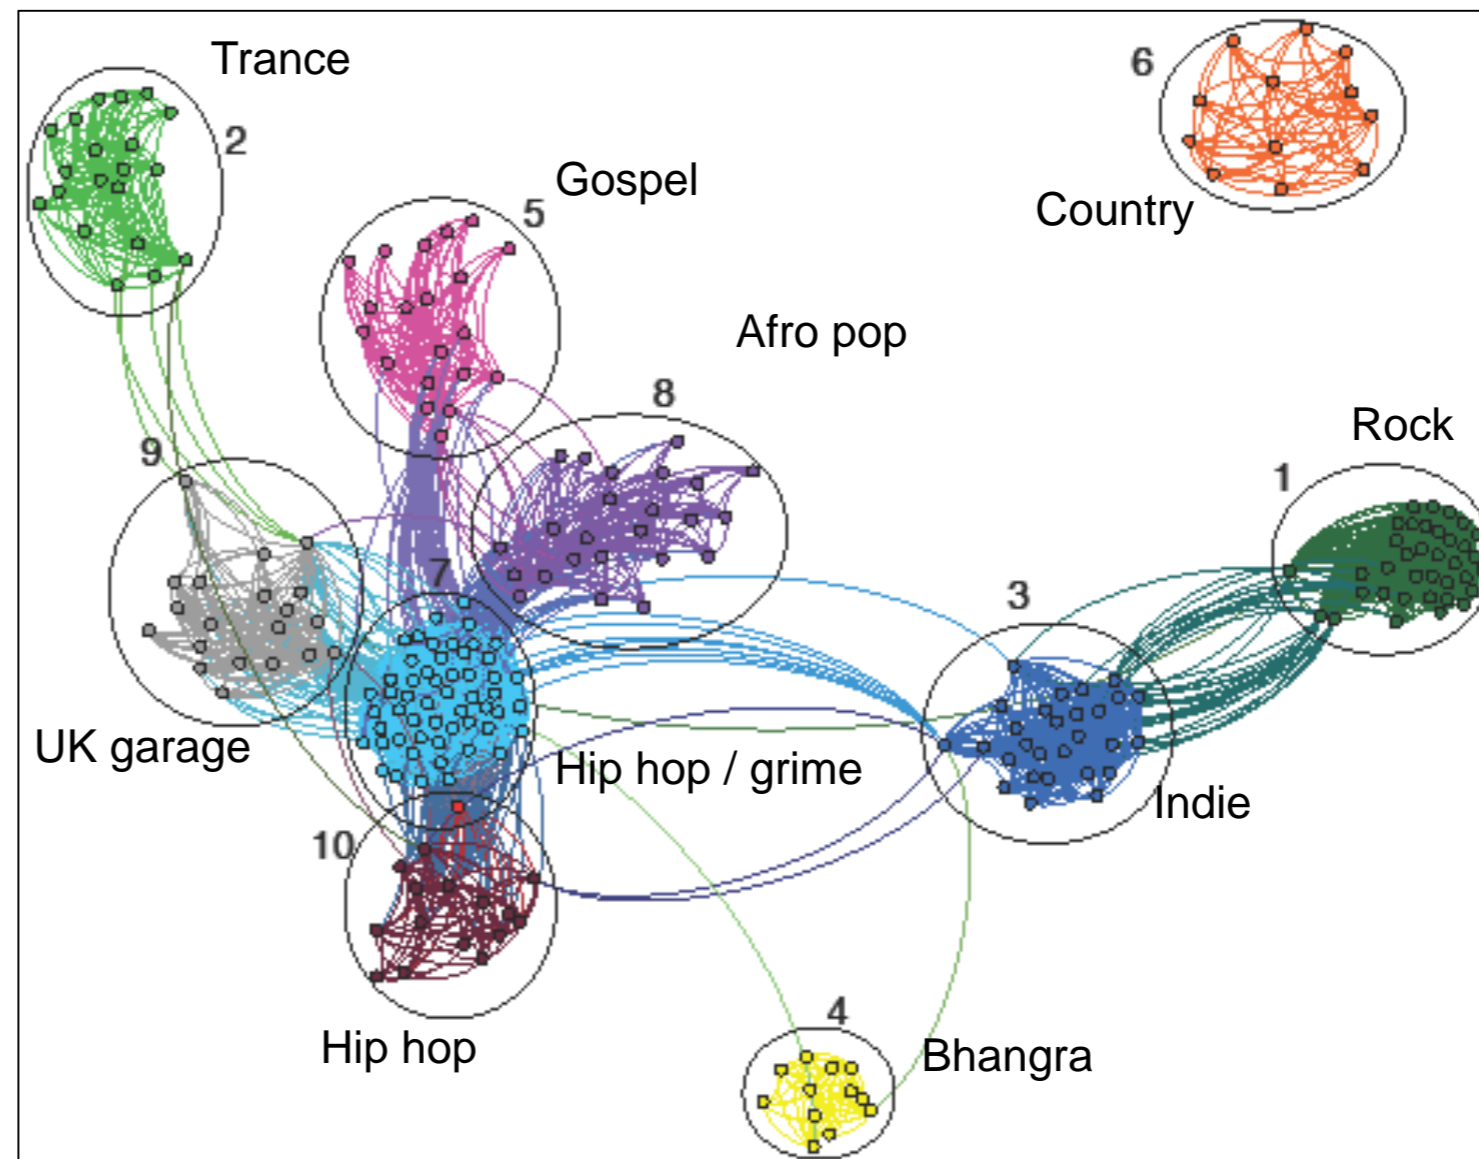 Trance
2
6
Gospel
5
Country
Afro pop
8
Rock
1
9
7
3
UK garage
Hip hop / grime
Indie
10
Hip hop
4
Bhangra